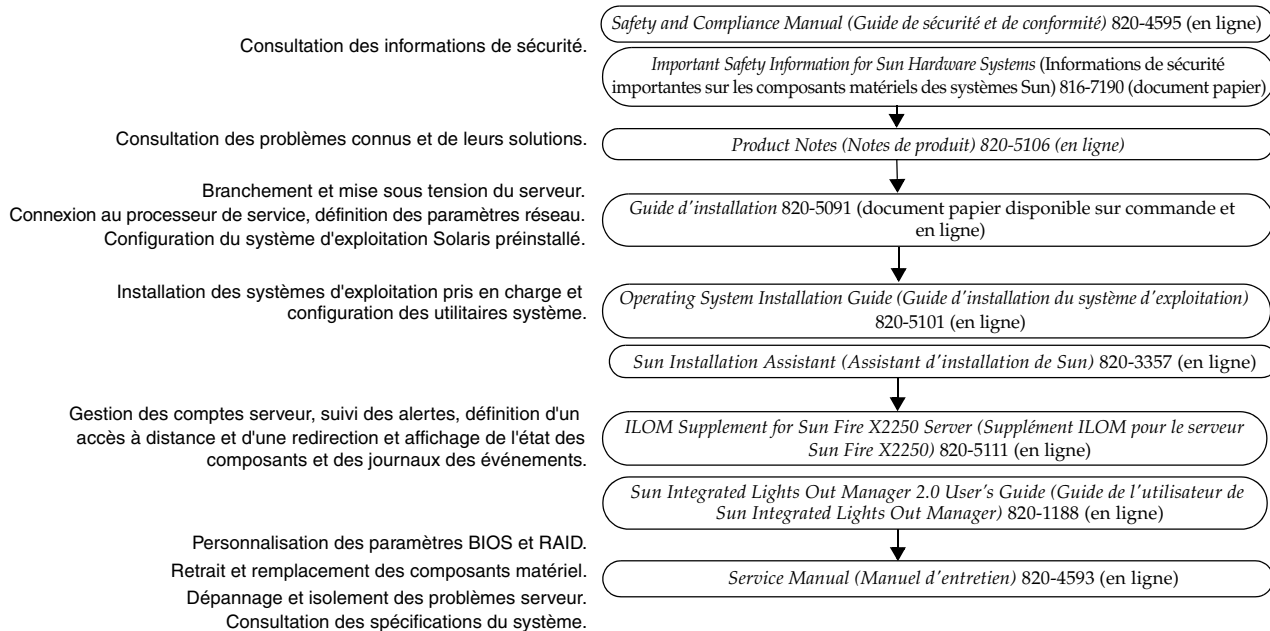 Consultation des informations de sécurité.
Safety and Compliance Manual (Guide de sécurité et de conformité) 820-4595 (en ligne)
Important Safety Information for Sun Hardware Systems (Informations de sécurité
importantes sur les composants matériels des systèmes Sun) 816-7190 (document papier)
Consultation des problèmes connus et de leurs solutions.
Product Notes (Notes de produit) 820-5106 (en ligne)
Branchement et mise sous tension du serveur.
Connexion au processeur de service, définition des paramètres réseau.
Configuration du système d'exploitation Solaris préinstallé.
Guide d'installation 820-5091 (document papier disponible sur commande et
en ligne)
Installation des systèmes d'exploitation pris en charge et
configuration des utilitaires système.
Operating System Installation Guide (Guide d'installation du système d'exploitation)
820-5101 (en ligne)
Sun Installation Assistant (Assistant d'installation de Sun) 820-3357 (en ligne)
Gestion des comptes serveur, suivi des alertes, définition d'un
accès à distance et d'une redirection et affichage de l'état des
composants et des journaux des événements.
ILOM Supplement for Sun Fire X2250 Server (Supplément ILOM pour le serveur
Sun Fire X2250) 820-5111 (en ligne)
Sun Integrated Lights Out Manager 2.0 User's Guide (Guide de l'utilisateur de
Sun Integrated Lights Out Manager) 820-1188 (en ligne)
Personnalisation des paramètres BIOS et RAID.
Retrait et remplacement des composants matériel.
Dépannage et isolement des problèmes serveur.
Consultation des spécifications du système.
Service Manual (Manuel d'entretien) 820-4593 (en ligne)